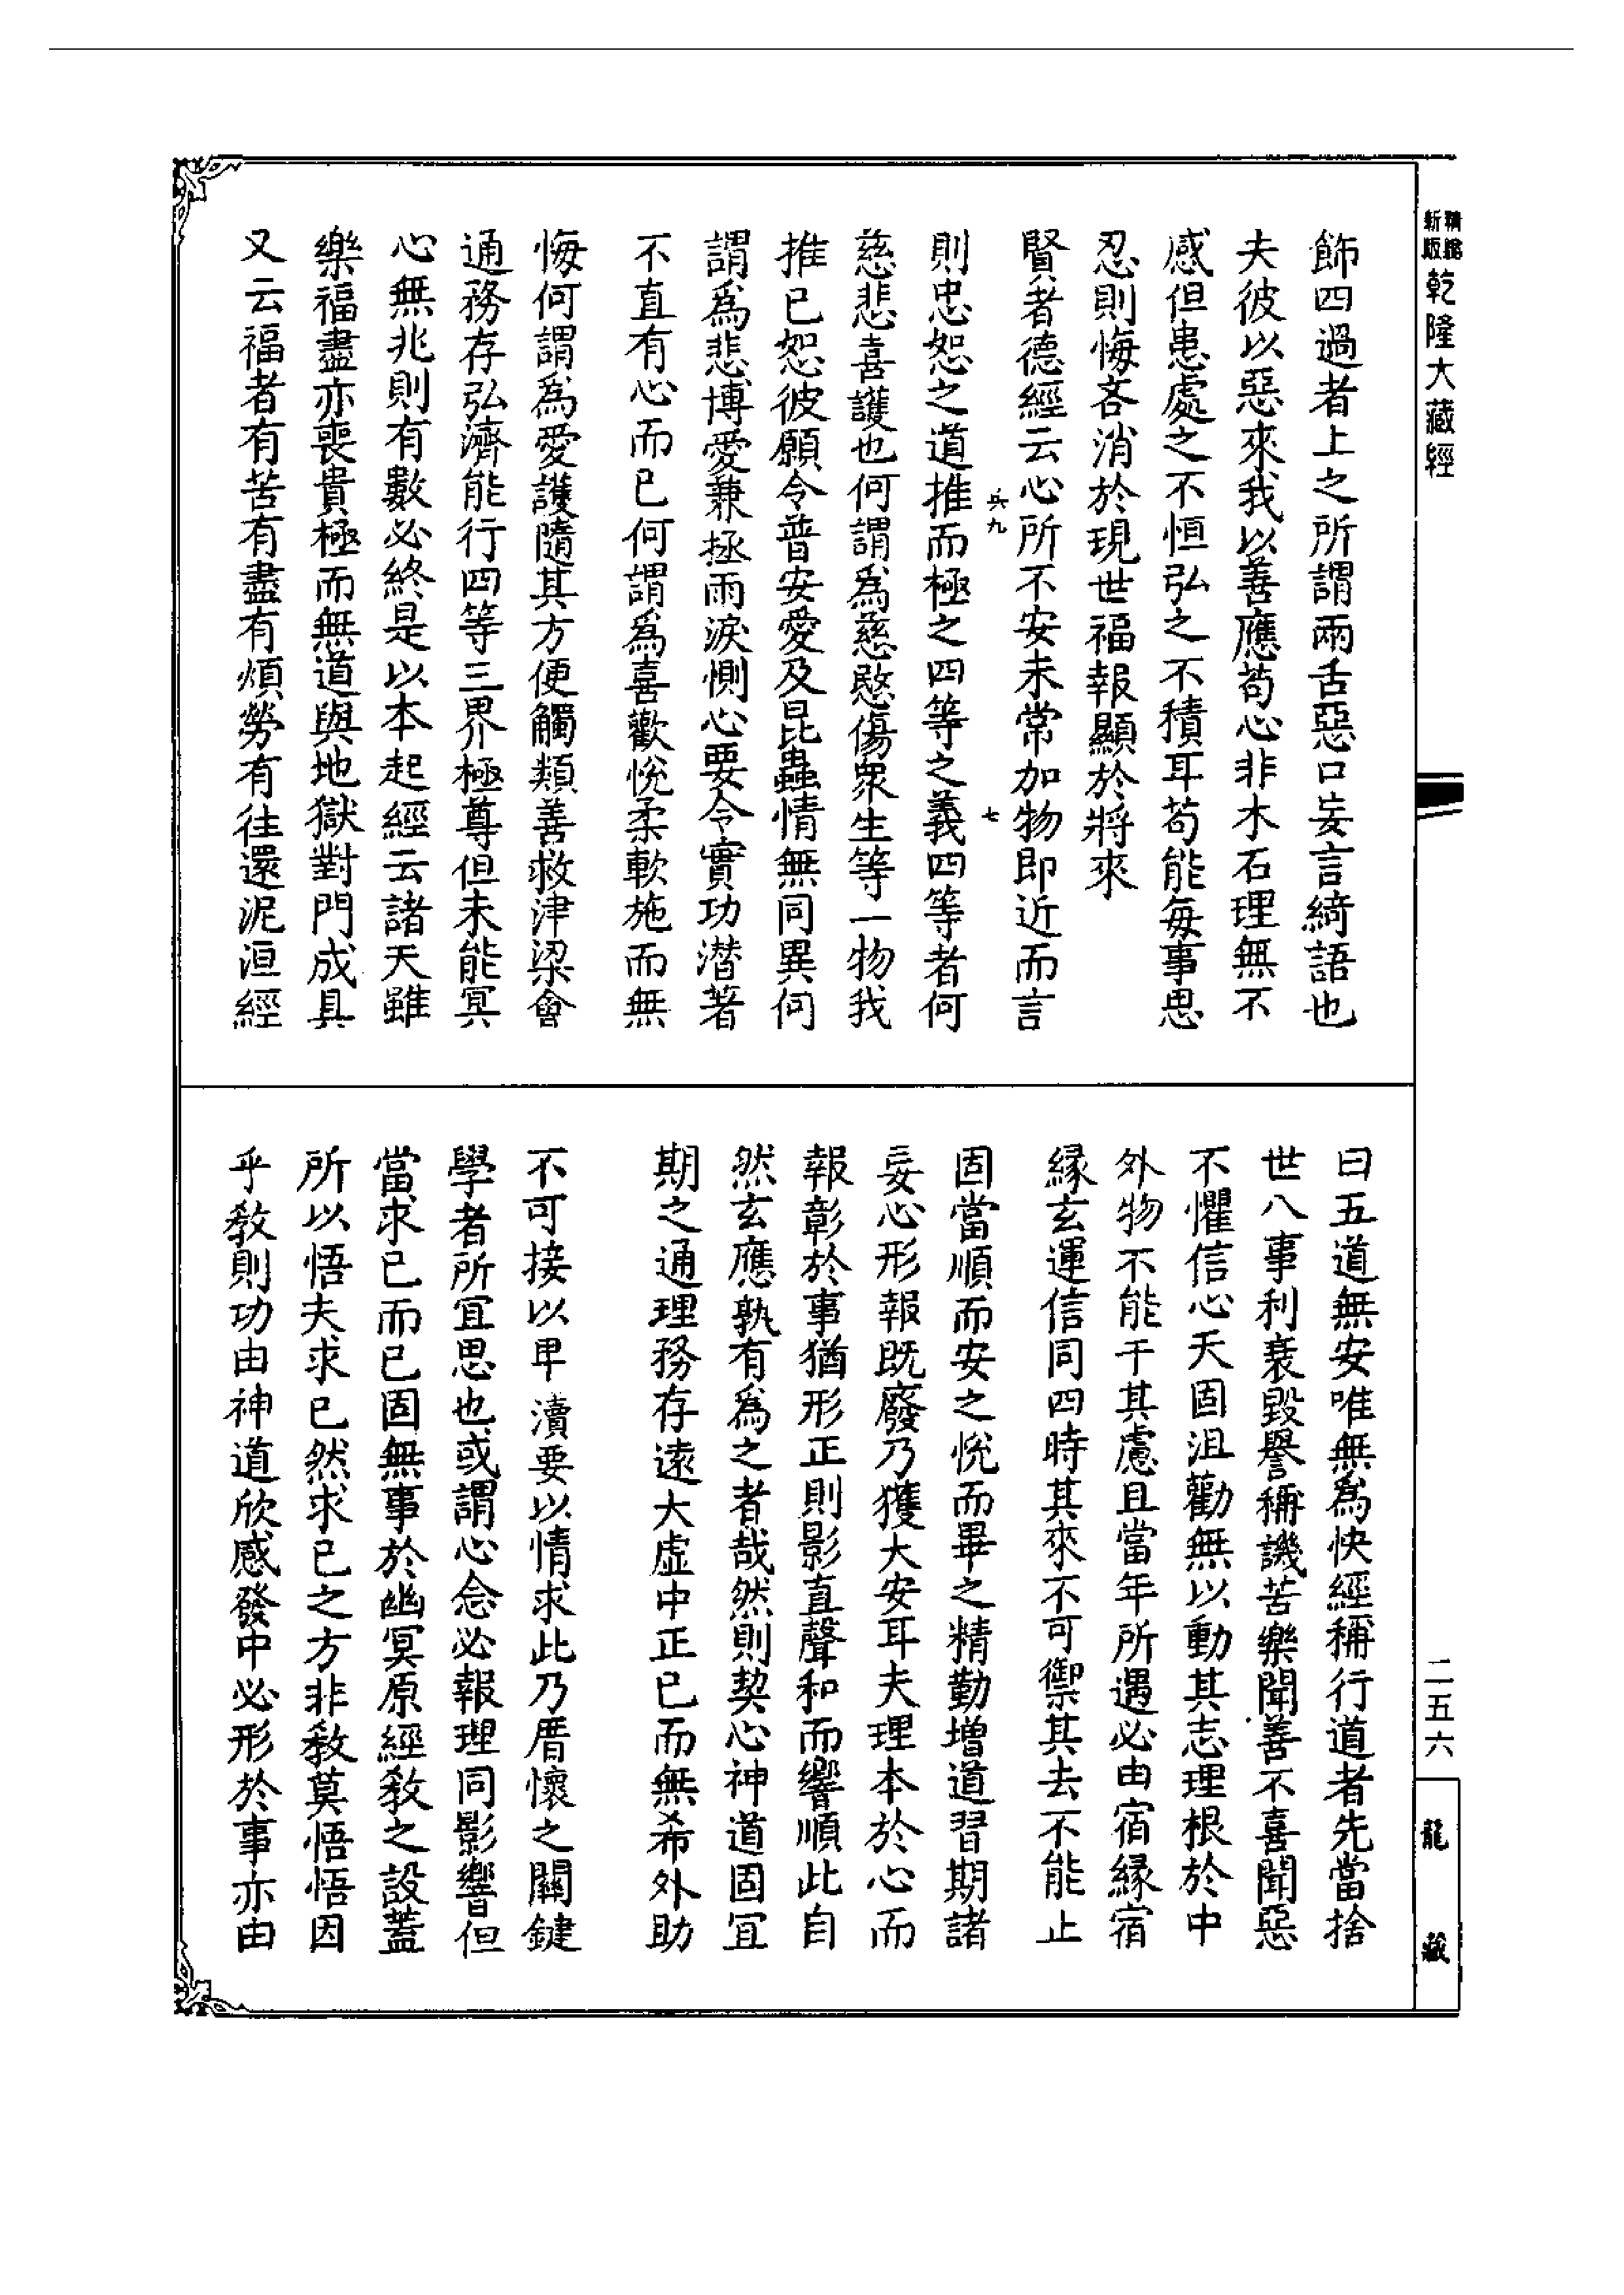 精縮
新版
乾隆大藏經
飾四過者上之所謂兩舌惡口妄言綺語也
夫彼以惡來我以善應苟心非木石理無不
感但患處之不恒弘之不積耳苟能每事思
忍則悔吝消於現世福報顯於將來
賢者德經云心所不安未常加物即近而言
兵九
七
則忠恕之道推而極之四等之義四等者何
慈悲喜護也何謂為慈愍傷眾生等一物我
推己恕彼願令普安愛及昆蟲情無同異何
謂為悲博愛兼拯雨淚惻心要令實功潛著
不直有心而已何謂為喜歡悅柔軟施而無
悔何謂為愛護隨其方便觸類善救津梁會
通務存弘濟能行四等三界極尊但未能冥
心無兆則有數必終是以本起經云諸天雖
樂福盡亦喪貴極而無道與地獄對門成具
又云福者有苦有盡有煩勞有往還泥洹經
曰五道無安唯無為快經稱行道者先當捨
世八事利衰毀譽稱譏苦樂聞善不喜聞惡
不懼信心天固沮勸無以動其志理根於中
外物不能干其慮且當年所遇必由宿緣宿
緣玄運信同四時其來不可禦其去不能止
固當順而安之悅而畢之精勤增道習期諸
妄心形報既廢乃獲大安耳夫理本於心而
報彰於事猶形正則影直聲和而響順此自
然玄應孰有為之者哉然則契心神道固宜
期之通理務存遠大虛中正己而無希外助
不可接以卑瀆要以情求此乃厝懷之關鍵
學者所宜思也或謂心念必報理同影響但
當求己而已固無事於幽冥原經教之設蓋
所以悟夫求已然求已之方非教莫悟悟因
乎教則功由神道欣感發中必形於事亦由
二五六
龍藏